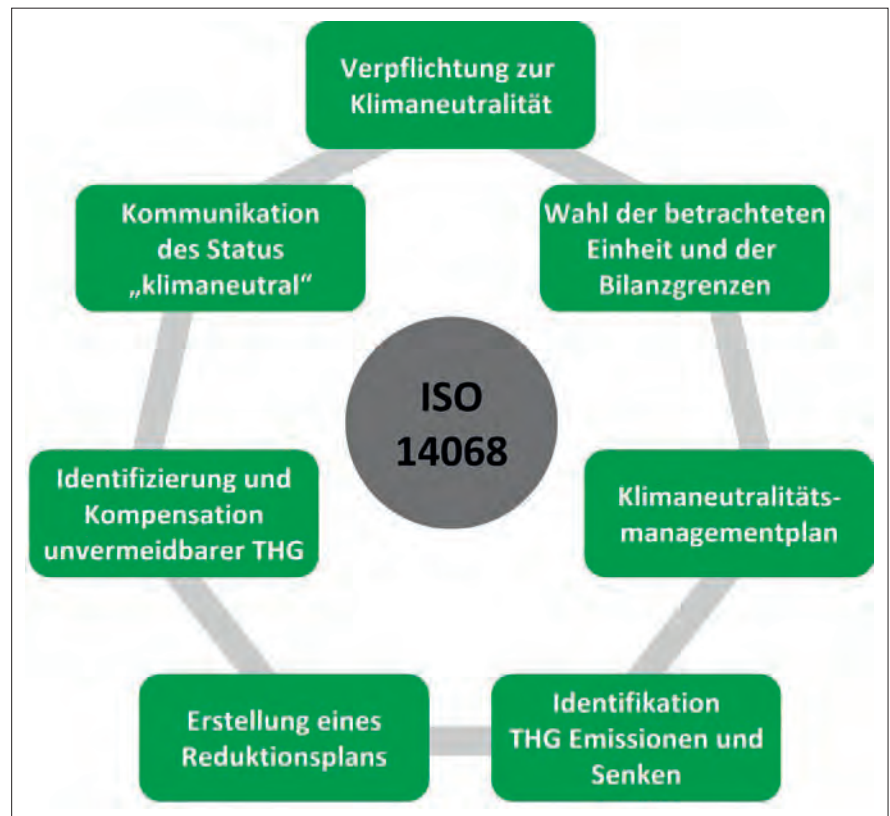 Verpflichtung zur
Klimaneutralität
Wahl der betrachteten
Einheit und der
Bilanzgrenzen
Klimaneutralitäts-
managementplan
Identifikation
THG Emissionen und
Senken
Erstellung eines
Reduktionsplans
Identifizierung und
Kompensation
unvermeidbarer THG
Kommunikation
des Status
„klimaneutral“
ISO
14068